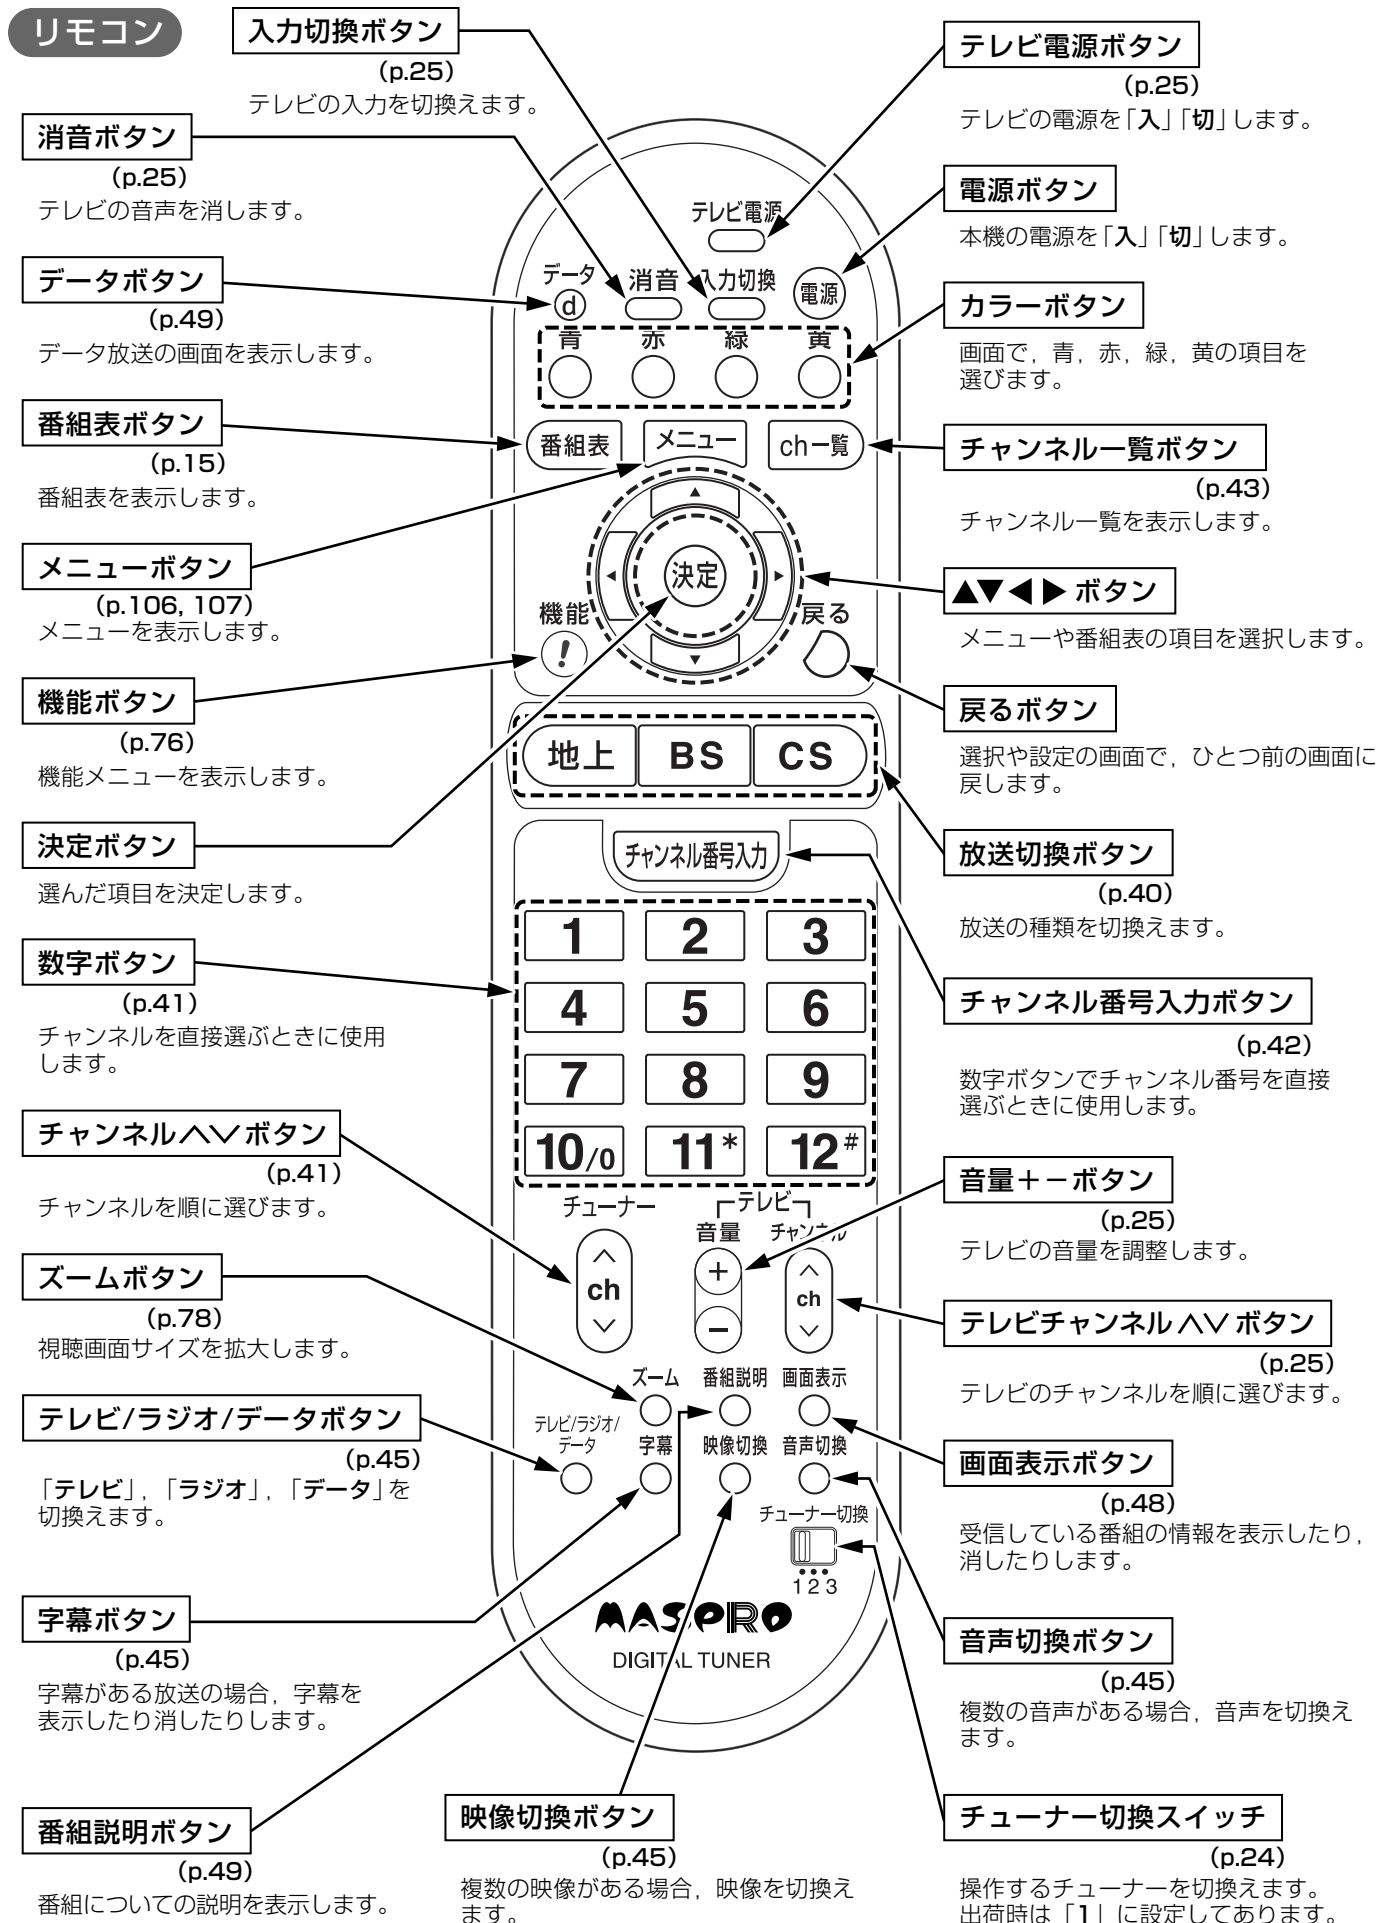 リモコン
入力切換ボタン
(p.25)
テレビの入力を切換えます。
消音ボタン
(p.25)
テレビの音声を消します。
データボタン
(p.49)
データ放送の画面を表示します。
番組表ボタン
(p.15)
番組表を表示します。
メニューボタン
(p.106, 107)
メニューを表示します。
機能ボタン
(p.76)
機能メニューを表示します。
決定ボタン
選んだ項目を決定します。
数字ボタン
(p.41)
チャンネルを直接選ぶときに使用
します。
チャンネル∧∨ボタン
(p.41)
チャンネルを順に選びます。
ズームボタン
(p.78)
視聴画面サイズを拡大します。
テレビ/ラジオ/データボタン
(p.45)
「テレビ」,「ラジオ」,「データ」を
切換えます。
字幕ボタン
(p.45)
字幕がある放送の場合, 字幕を
表示したり消したりします。
番組説明ボタン
(p.49)
番組についての説明を表示します。
テレビ電源
データ 消音 入力切換
d 電源
青 赤 緑 黄
番組表 メニュー ch一覧
▲
◀ 決定 ▶
▼
機能 戻る
!
地上 BS CS
チャンネル番号入力
1 2 3
4 5 6
7 8 9
10/0 11* 12#
チューナー テレビ
音量 チャンネル
∧ + ∧
ch ch
∨ − ∨
ズーム 番組説明 画面表示
テレビ/ラジオ/
データ 字幕 映像切換 音声切換
チューナー切換
1 2 3
MASPRO
DIGITAL TUNER
映像切換ボタン
(p.45)
複数の映像がある場合, 映像を切換え
ます。
テレビ電源ボタン
(p.25)
テレビの電源を「入」「切」します。
電源ボタン
本機の電源を「入」「切」します。
カラーボタン
画面で, 青, 赤, 緑, 黄の項目を
選びます。
チャンネル一覧ボタン
(p.43)
チャンネル一覧を表示します。
▲▼◀▶ボタン
メニューや番組表の項目を選択します。
戻るボタン
選択や設定の画面で, ひとつ前の画面に
戻します。
放送切換ボタン
(p.40)
放送の種類を切換えます。
チャンネル番号入力ボタン
(p.42)
数字ボタンでチャンネル番号を直接
選ぶときに使用します。
音量+−ボタン
(p.25)
テレビの音量を調整します。
テレビチャンネル∧∨ボタン
(p.25)
テレビのチャンネルを順に選びます。
画面表示ボタン
(p.48)
受信している番組の情報を表示したり,
消したりします。
音声切換ボタン
(p.45)
複数の音声がある場合, 音声を切換え
ます。
チューナー切換スイッチ
(p.24)
操作するチューナーを切換えます。
出荷時は「1」に設定してあります。